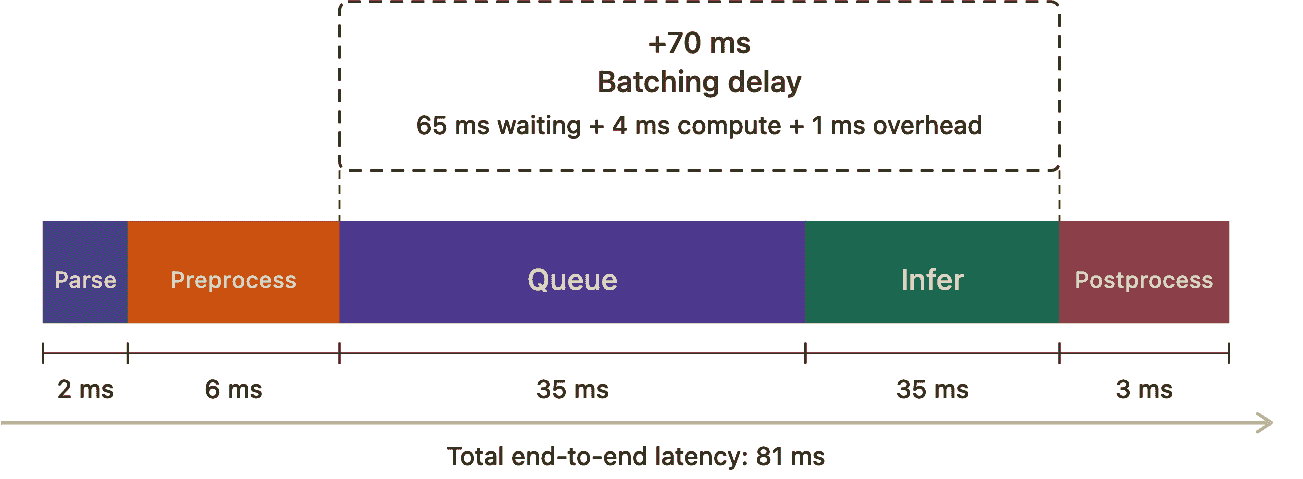 +70 ms
Batching delay
65 ms waiting + 4 ms compute + 1 ms overhead
Parse
Preprocess
Queue
Infer
Postprocess
2 ms
6 ms
35 ms
35 ms
3 ms
Total end-to-end latency: 81 ms